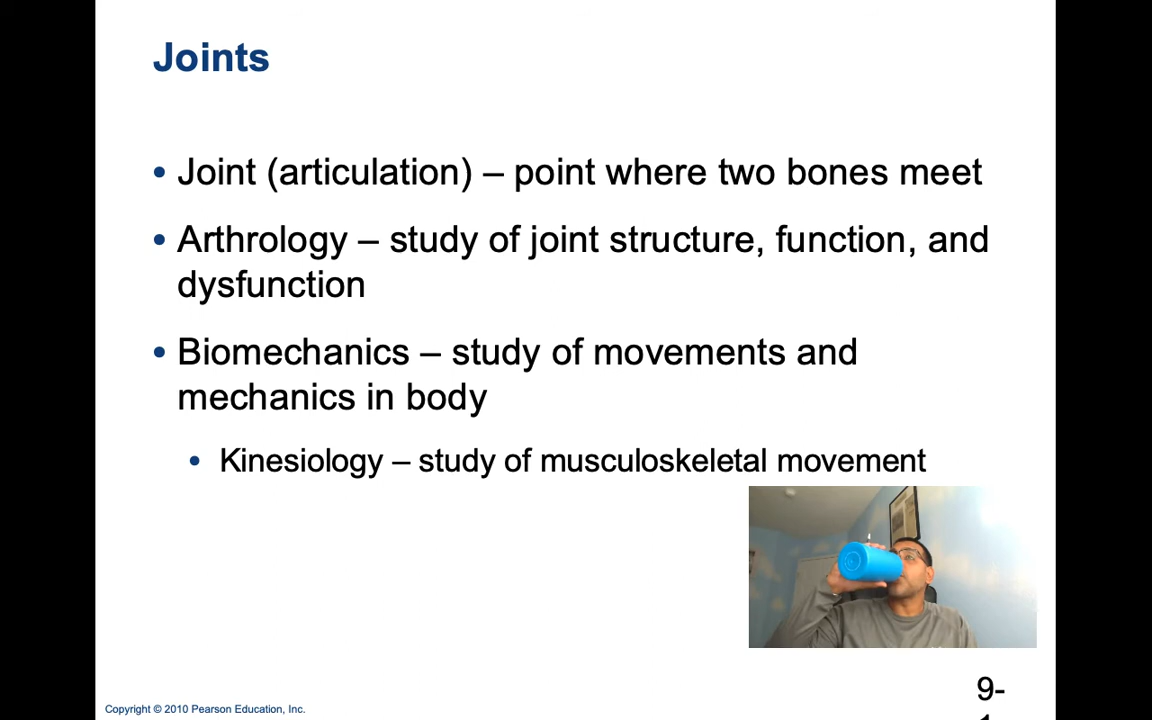 Joints
• Joint (articulation) – point where two bones meet
• Arthrology – study of joint structure, function, and
dysfunction
• Biomechanics – study of movements and
mechanics in body
• Kinesiology – study of musculoskeletal movement
9-
Copyright © 2010 Pearson Education, Inc.